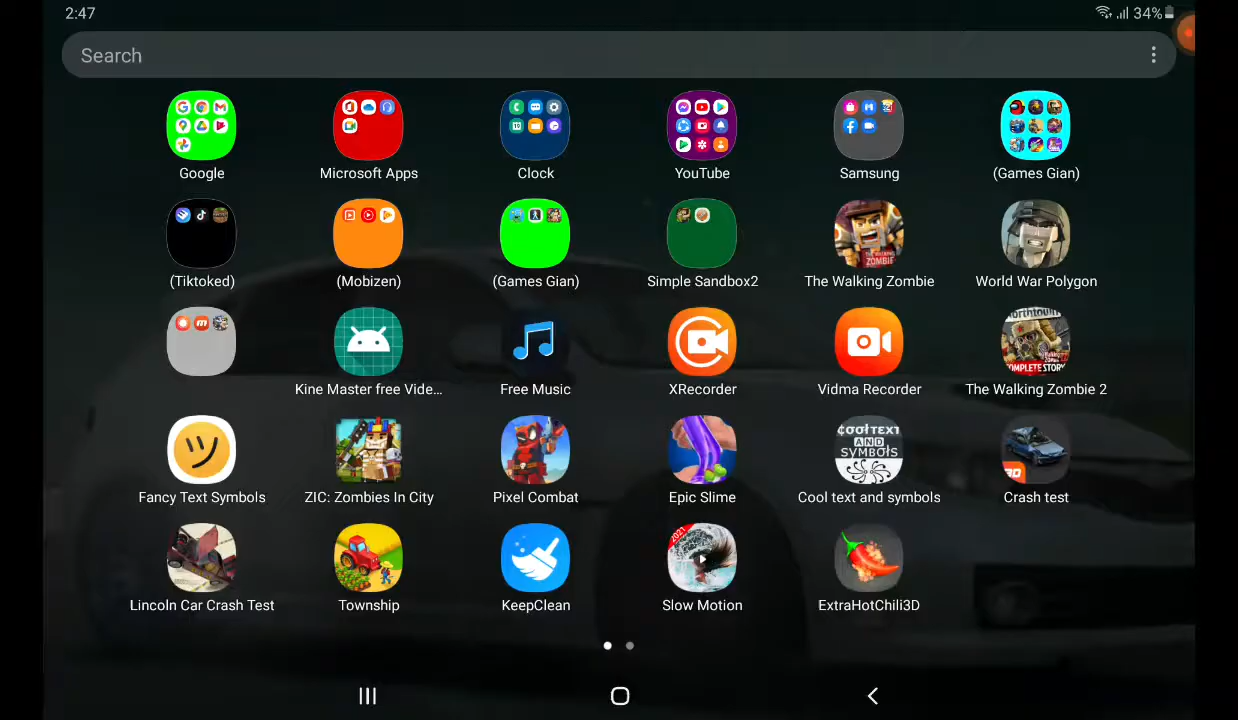 2:47
34%
Search
Google
Microsoft Apps
Clock
YouTube
Samsung
(Games Gian)
(Tiktoked)
(Mobizen)
(Games Gian)
Simple Sandbox2
The Walking Zombie
World War Polygon
Kine Master free Vide...
Free Music
XRecorder
Vidma Recorder
The Walking Zombie 2
Fancy Text Symbols
ZIC: Zombies In City
Pixel Combat
Epic Slime
Cool text and symbols
Crash test
Lincoln Car Crash Test
Township
KeepClean
Slow Motion
ExtraHotChili3D